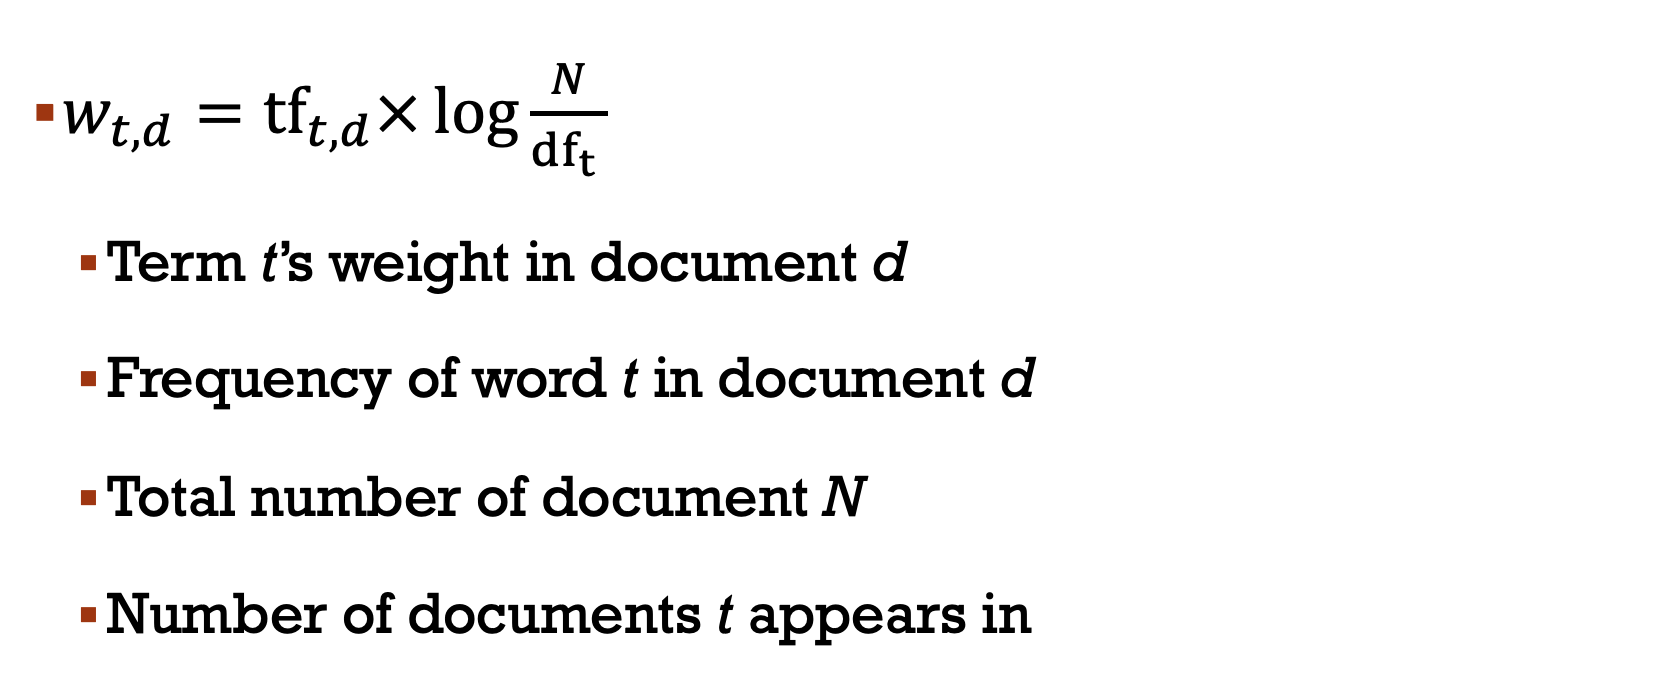 ▪ w_{t,d} = tf_{t,d} × log N/df_t
▪ Term t’s weight in document d
▪ Frequency of word t in document d
▪ Total number of document N
▪ Number of documents t appears in